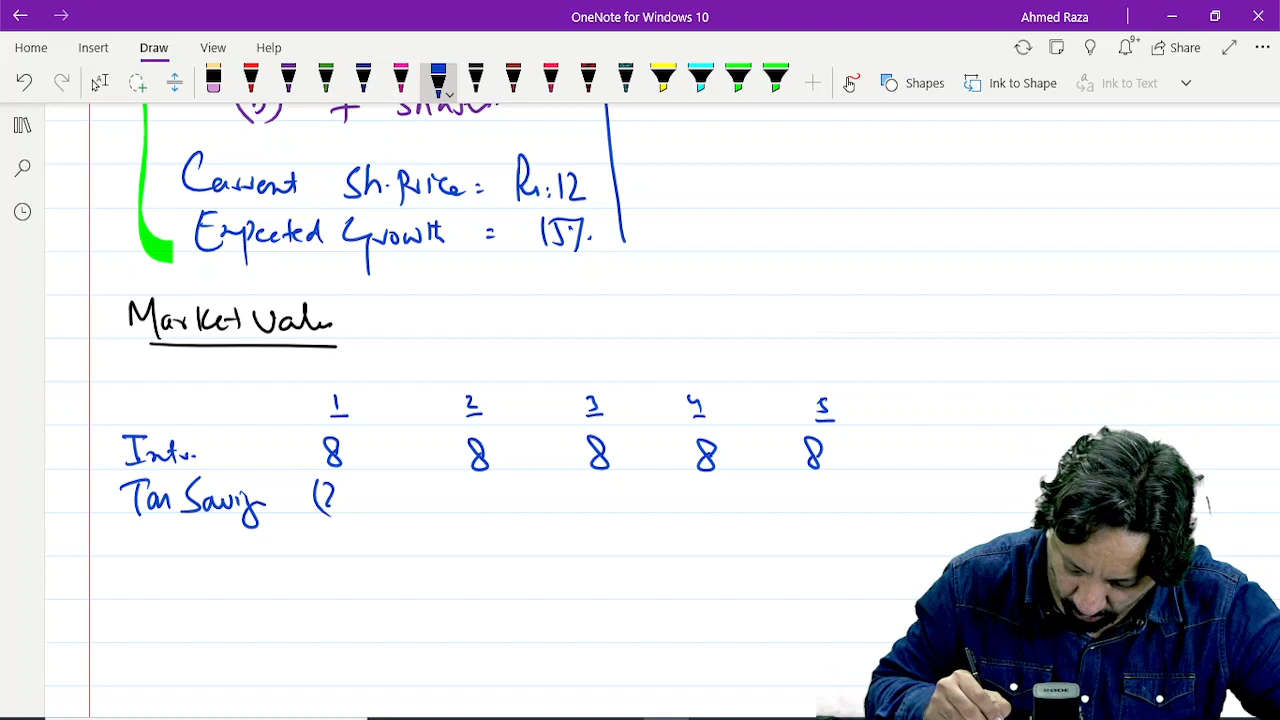 OneNote for Windows 10
Ahmed Raza
Home Insert Draw View Help
9+ Share
Shapes Ink to Shape Ink to Text
(b) +
Current Sh. Price = Rs. 12
Expected Growth = 15%
Market Value
1 2 3 4 5
Intr. 8 8 8 8 8
Tax Saving (2